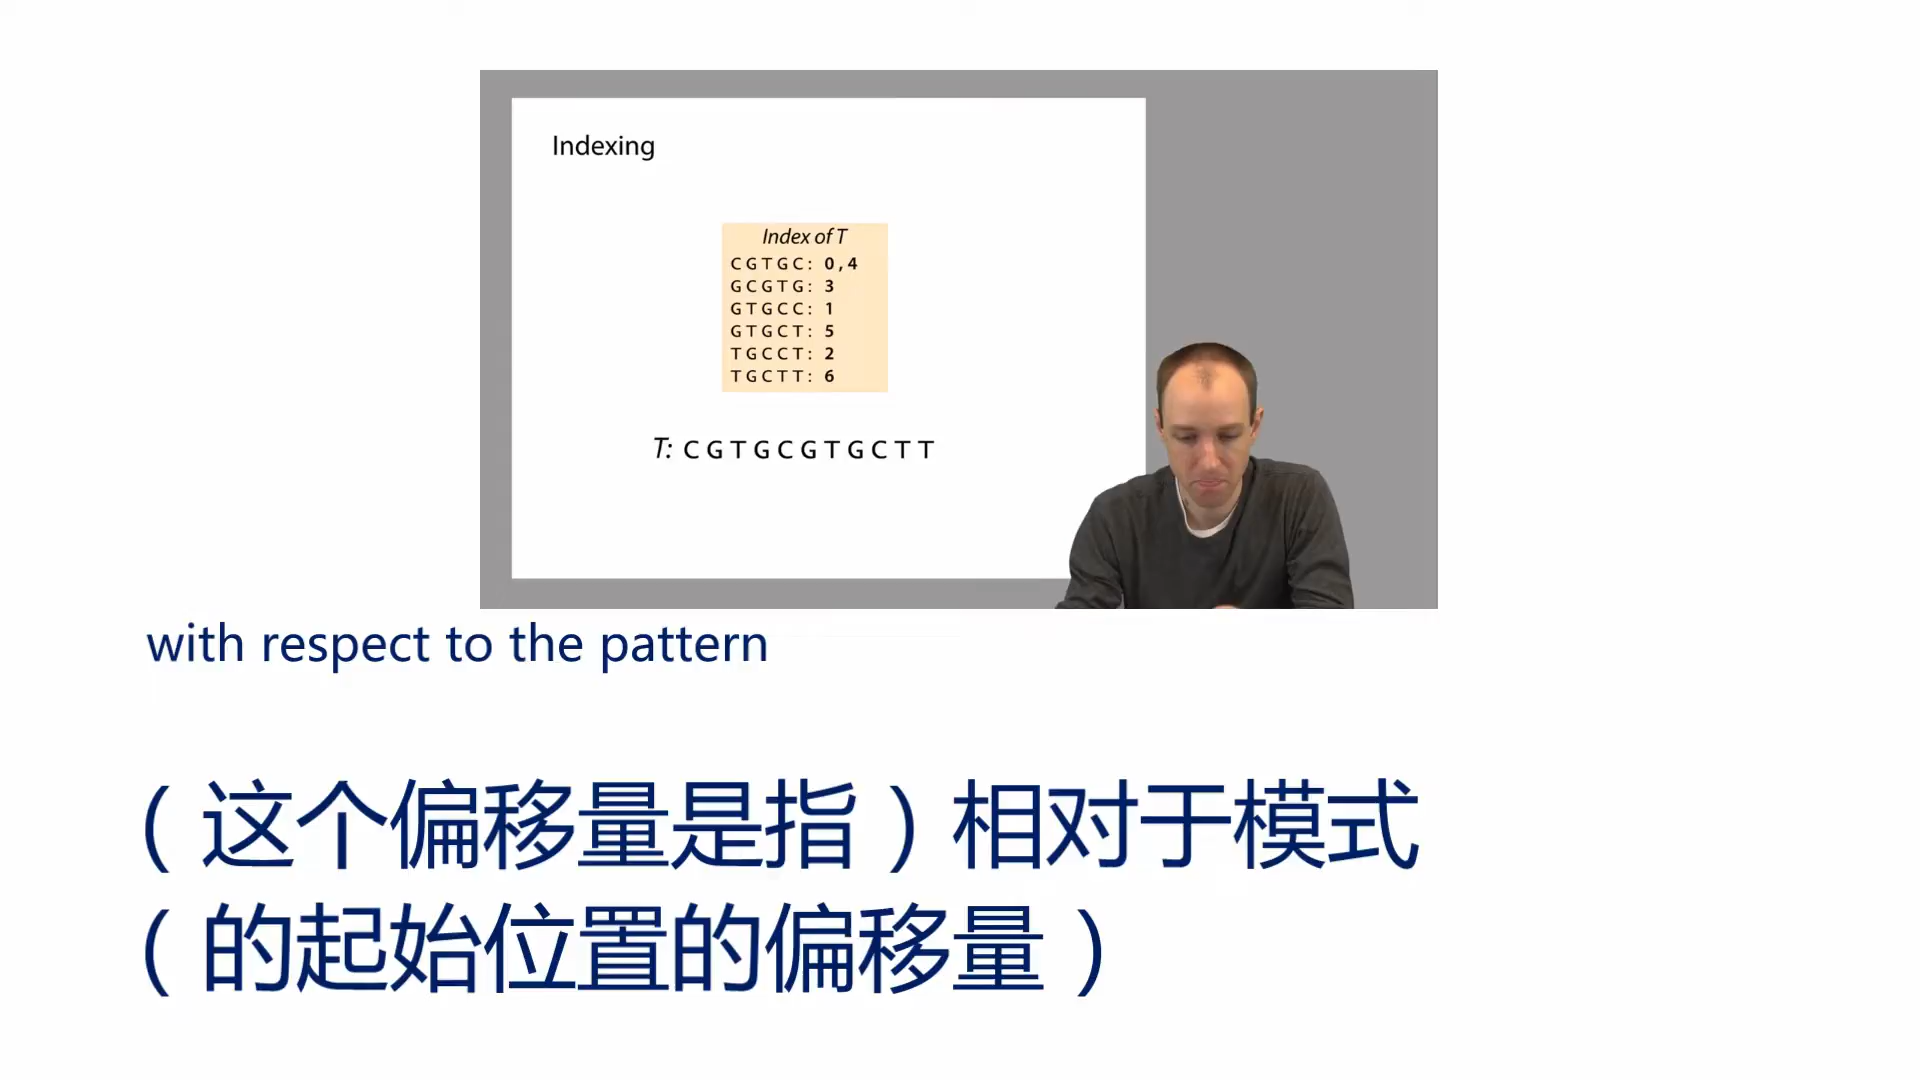 Indexing
Index of T
CGTGC: 0,4
GCGTG: 3
GTGCC: 1
GTGCT: 5
TGCCT: 2
TGCTT: 6
T: CGTGCGTGCTT
with respect to the pattern
（这个偏移量是指）相对于模式
（的起始位置的偏移量）